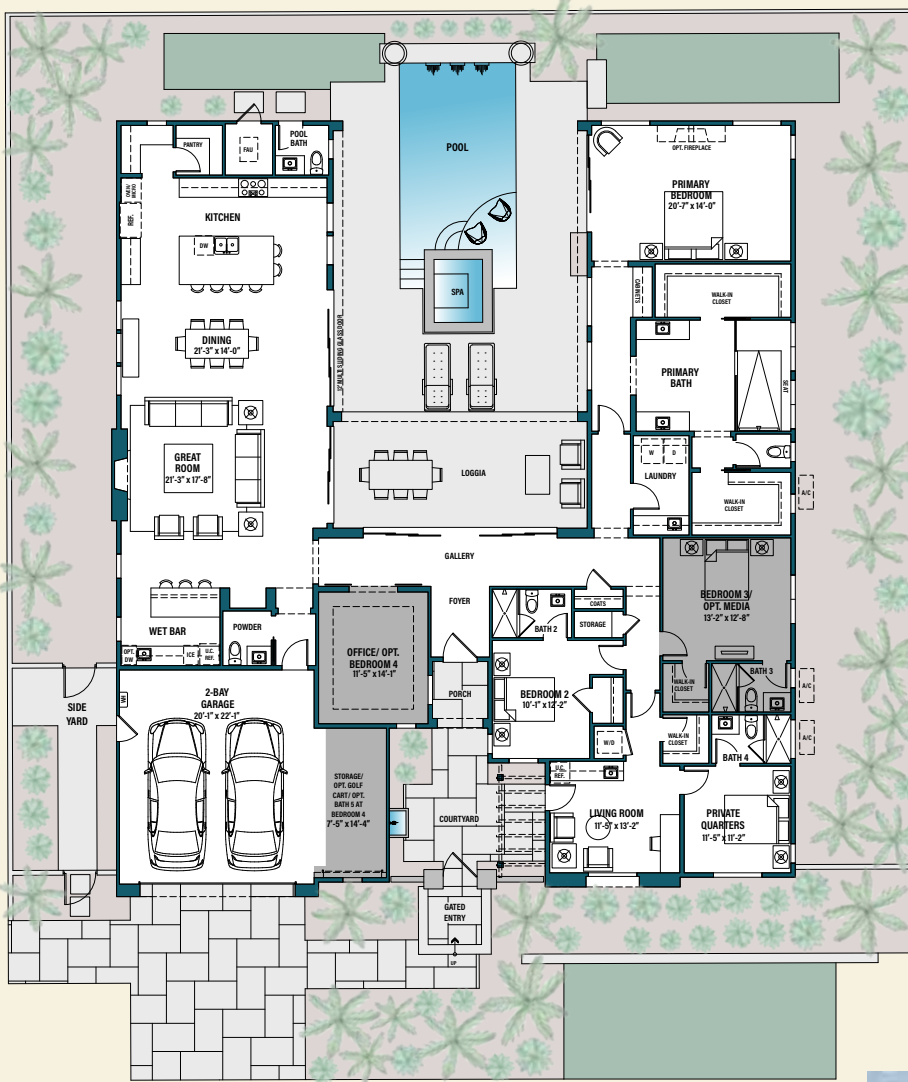 POOL
BATH
PANTRY
FAU
POOL
OPT. FIREPLACE
PRIMARY
BEDROOM
20'-7" x 14'-0"
OVEN/
MICRO
REF.
KITCHEN
DW
SPA
CABINETS
WALK-IN
CLOSET
DINING
21'-3" x 14'-0"
PRIMARY
BATH
SEAT
GREAT
ROOM
21'-3" x 17'-8"
LOGGIA
W
D
LAUNDRY
WALK-IN
CLOSET
A/C
GALLERY
FOYER
COATS
STORAGE
BEDROOM 3/
OPT. MEDIA
13'-2" x 12'-8"
WET BAR
OPT.
DW
ICE
U.C.
REF.
POWDER
OFFICE/ OPT.
BEDROOM 4
11'-5" x 14'-1"
BATH 2
BATH 3
WALK-IN
CLOSET
A/C
PORCH
BEDROOM 2
10'-1" x 12'-2"
SIDE
YARD
WH
2-BAY
GARAGE
20'-1" x 22'-1"
W/D
WALK-IN
CLOSET
BATH 4
A/C
STORAGE/
OPT. GOLF
CART/ OPT.
BATH 5 AT
BEDROOM 4
7'-5" x 14'-4"
COURTYARD
U.C.
REF.
LIVING ROOM
11'-5" x 13'-2"
PRIVATE
QUARTERS
11'-5" x 11'-2"
GATED
ENTRY
UP